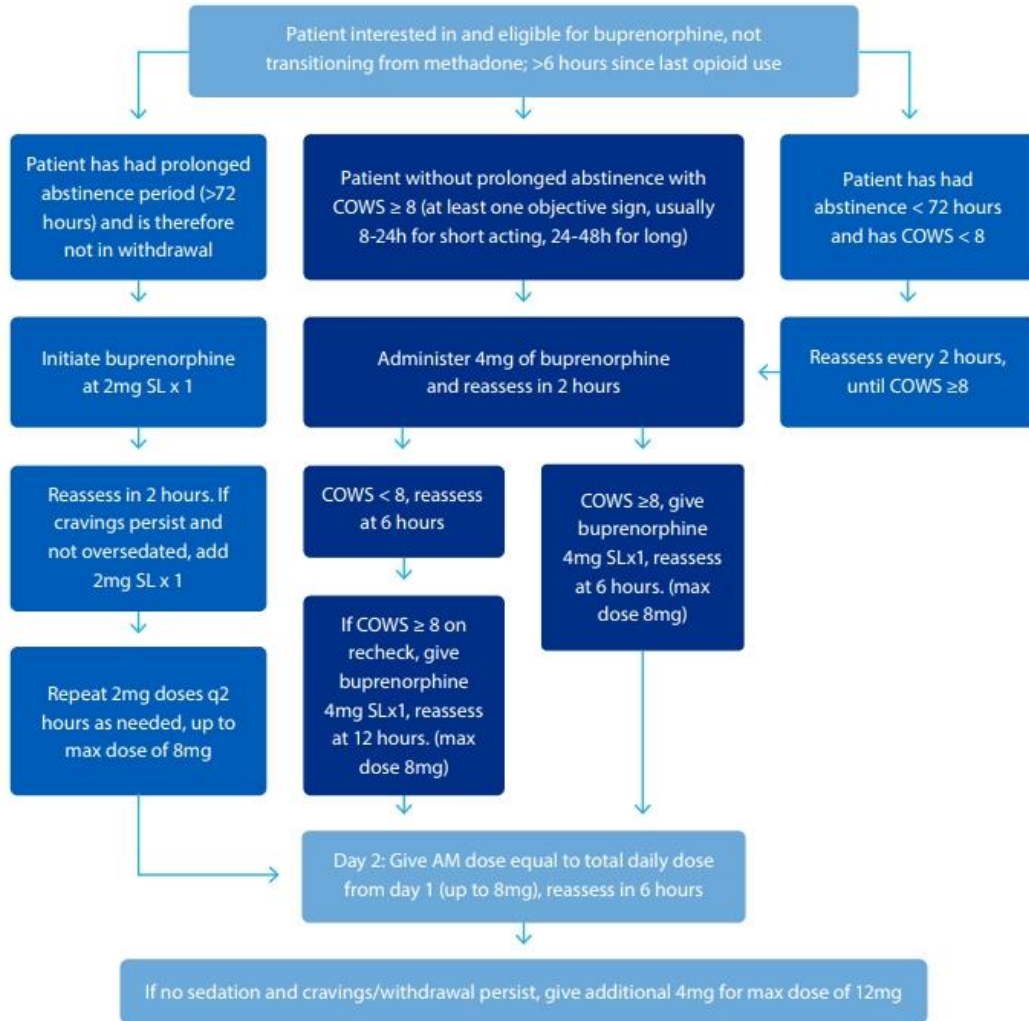 Patient interested in and eligible for buprenorphine, not
transitioning from methadone; >6 hours since last opioid use
Patient has had prolonged
abstinence period (>72
hours) and is therefore
not in withdrawal
Patient without prolonged abstinence with
COWS ≥ 8 (at least one objective sign, usually
8-24h for short acting, 24-48h for long)
Patient has had
abstinence < 72 hours
and has COWS < 8
Initiate buprenorphine
at 2mg SL x 1
Administer 4mg of buprenorphine
and reassess in 2 hours
Reassess every 2 hours,
until COWS ≥8
Reassess in 2 hours. If
cravings persist and
not oversedated, add
2mg SL x 1
COWS < 8, reassess
at 6 hours
COWS ≥8, give
buprenorphine
4mg SLx1, reassess
at 6 hours. (max
dose 8mg)
Repeat 2mg doses q2
hours as needed, up to
max dose of 8mg
If COWS ≥ 8 on
recheck, give
buprenorphine
4mg SLx1, reassess
at 12 hours. (max
dose 8mg)
Day 2: Give AM dose equal to total daily dose
from day 1 (up to 8mg), reassess in 6 hours
If no sedation and cravings/withdrawal persist, give additional 4mg for max dose of 12mg